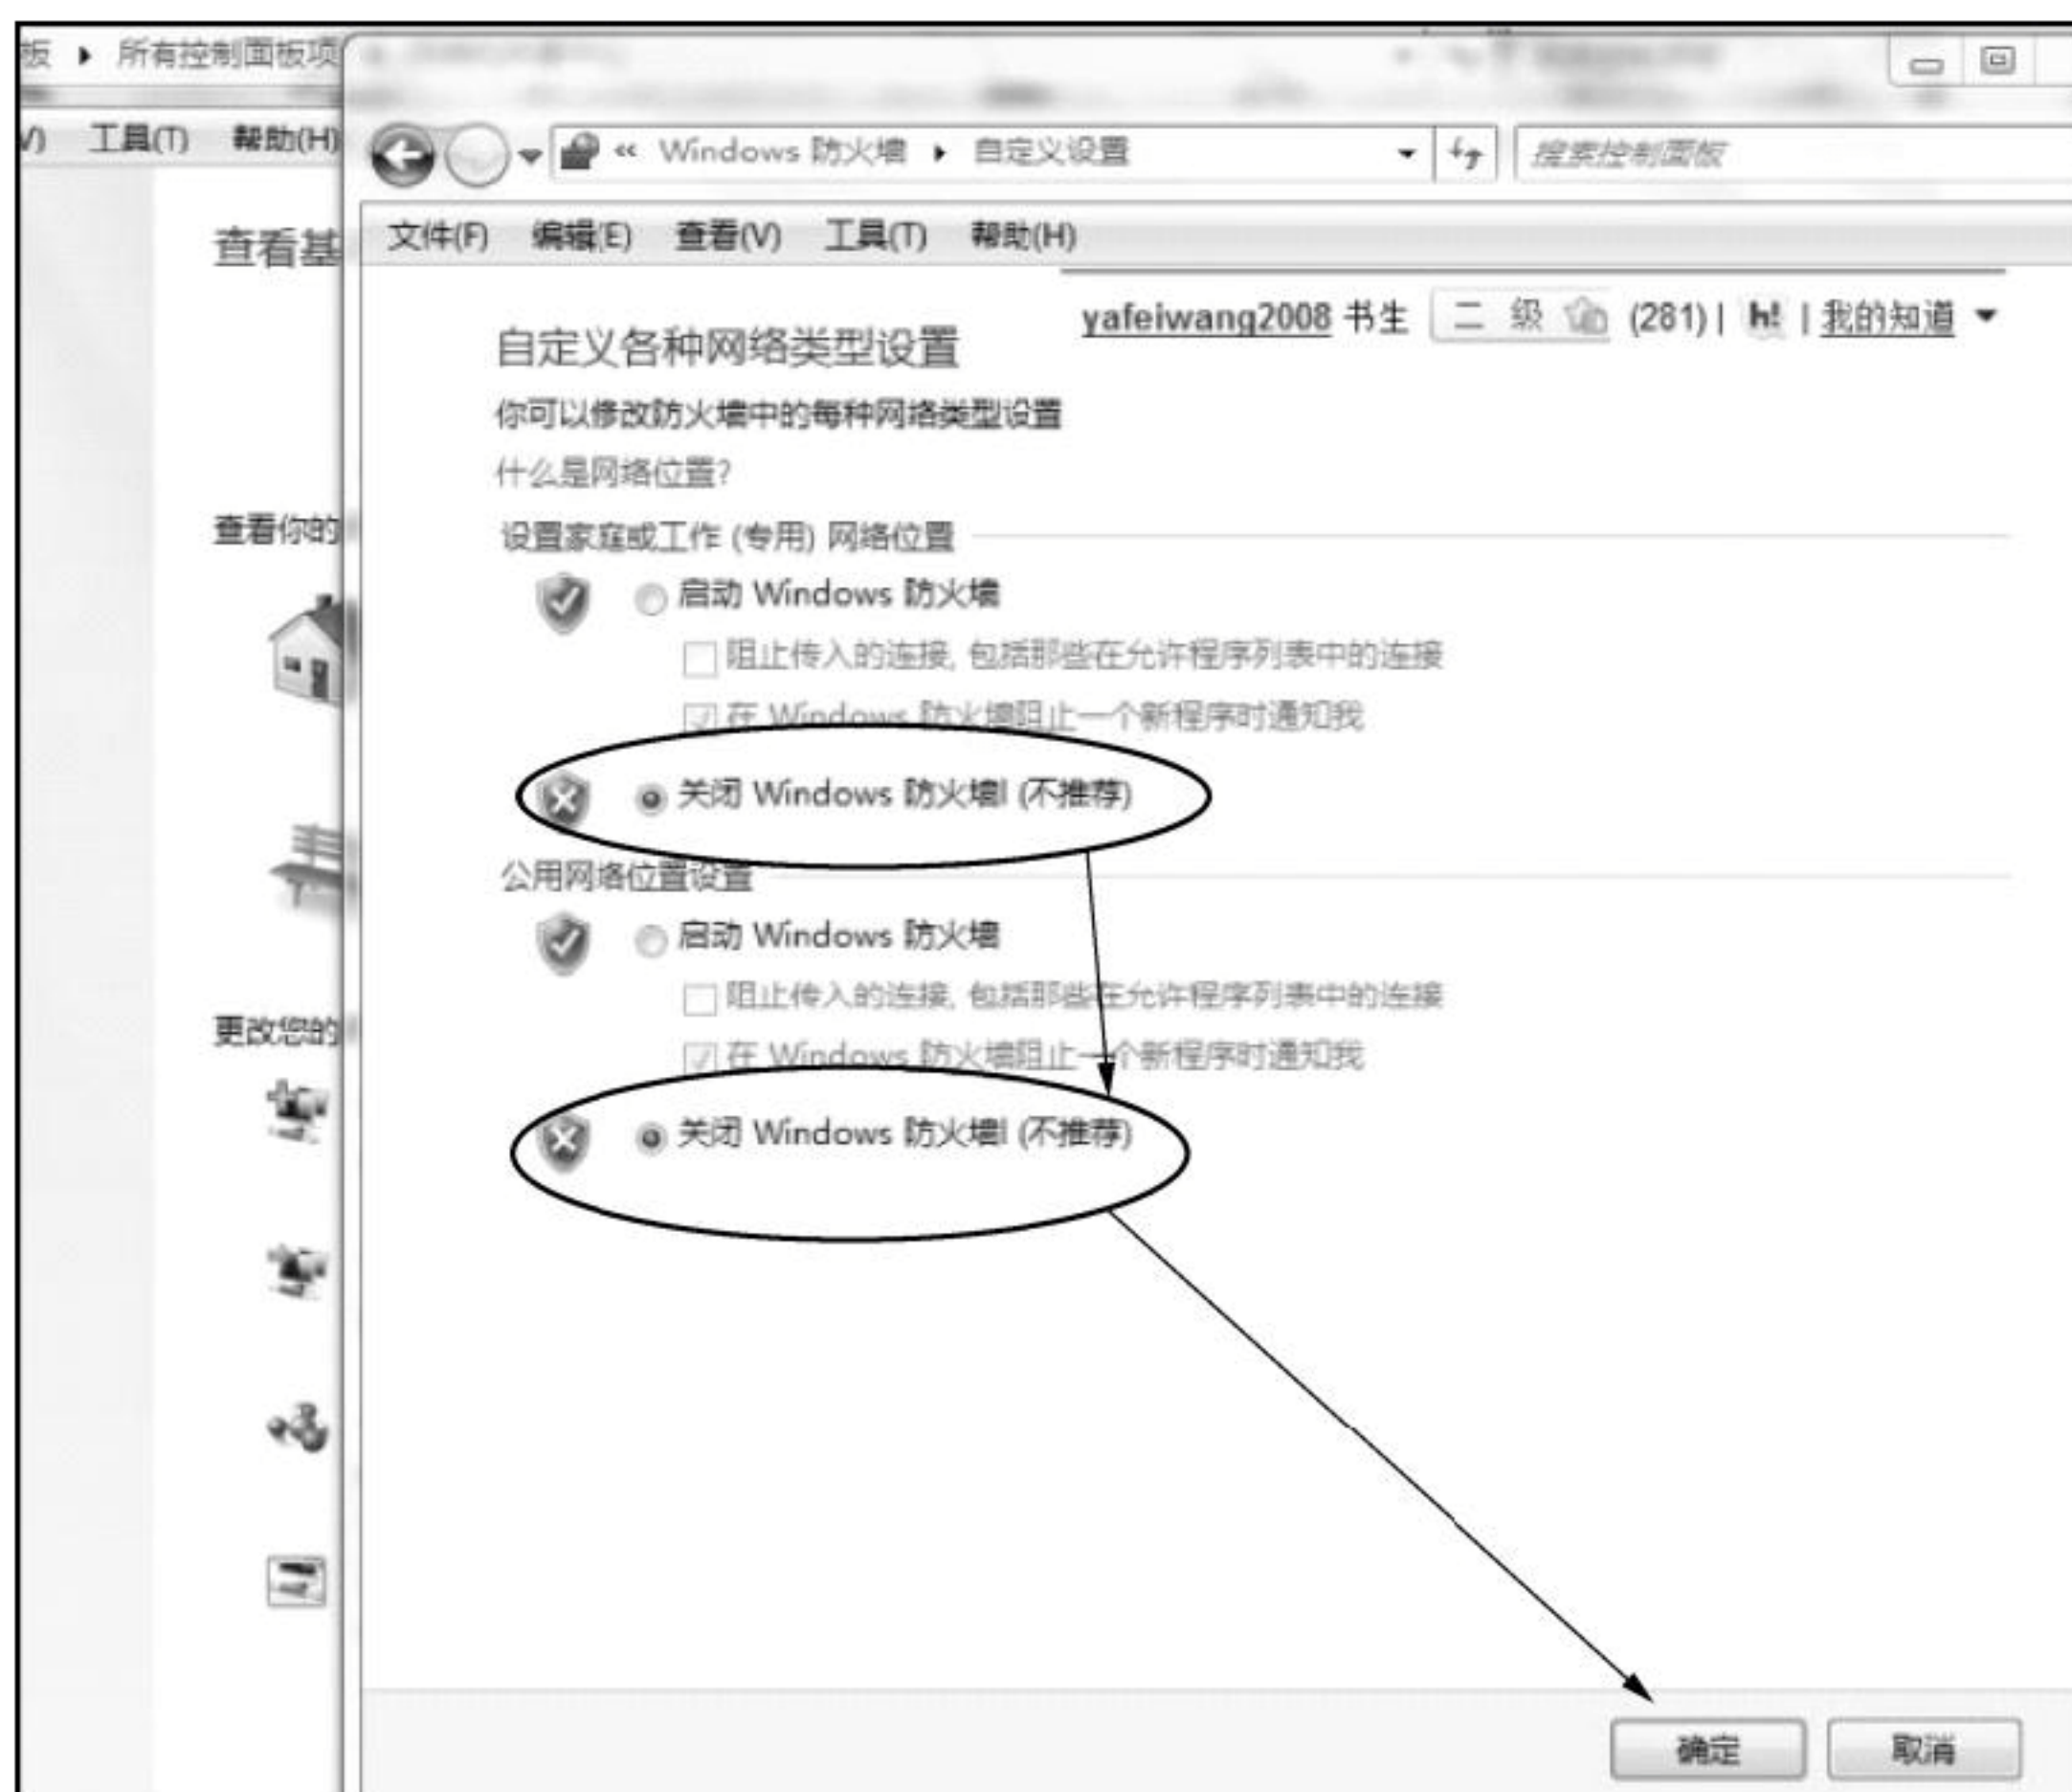 板 ▸ 所有控制面板项
V) 工具(T) 帮助(H)
« Windows 防火墙 ▸ 自定义设置
搜索控制面板
文件(F) 编辑(E) 查看(V) 工具(T) 帮助(H)
查看基
yafeiwang2008 书生 二 级 (281) | h! | 我的知道
自定义各种网络类型设置
你可以修改防火墙中的每种网络类型设置
什么是网络位置?
查看你的
设置家庭或工作 (专用) 网络位置
启动 Windows 防火墙
阻止传入的连接, 包括那些在允许程序列表中的连接
在 Windows 防火墙阻止一个新程序时通知我
关闭 Windows 防火墙l (不推荐)
公用网络位置设置
启动 Windows 防火墙
阻止传入的连接, 包括那些在允许程序列表中的连接
更改您的
在 Windows 防火墙阻止一个新程序时通知我
关闭 Windows 防火墙l (不推荐)
确定 取消